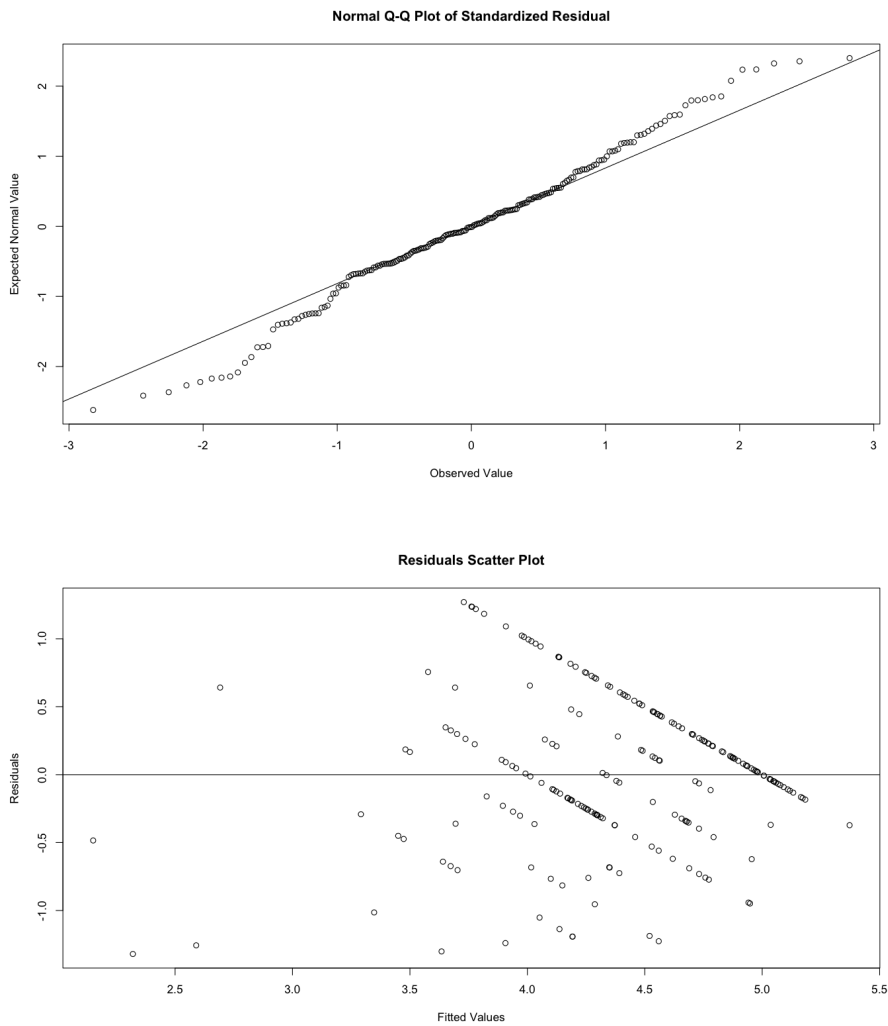 Normal Q-Q Plot of Standardized Residual
2
1
0
-1
-2
Expected Normal Value
-3 -2 -1 0 1 2 3
Observed Value
Residuals Scatter Plot
1.0
0.5
0.0
-0.5
-1.0
Residuals
2.5 3.0 3.5 4.0 4.5 5.0 5.5
Fitted Values